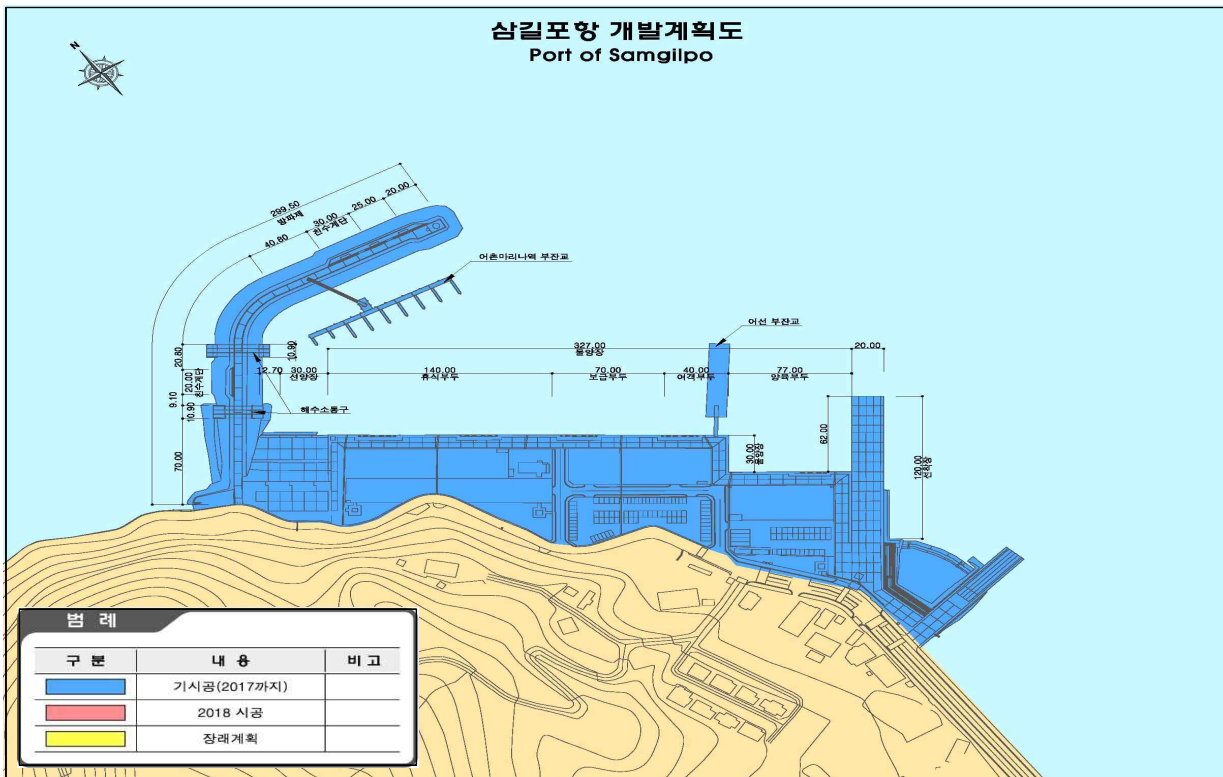 삼길포항 개발계획도
Port of Samgilpo
N
299.50
방파제
40.80
30.00
친수계단
25.00
20.00
어촌마리나역 부잔교
어선 부잔교
327.00
물양장
20.00
12.70
30.00
선양장
140.00
휴식부두
70.00
보급부두
40.00
어객부두
77.00
양육부두
20.80
10.90
20.00
친수계단
9.10
10.90
70.00
해수소통구
30.00
물양장
62.00
120.00
선착장
범 례
구 분 내 용 비 고
기시공(2017까지)
2018 시공
장래계획